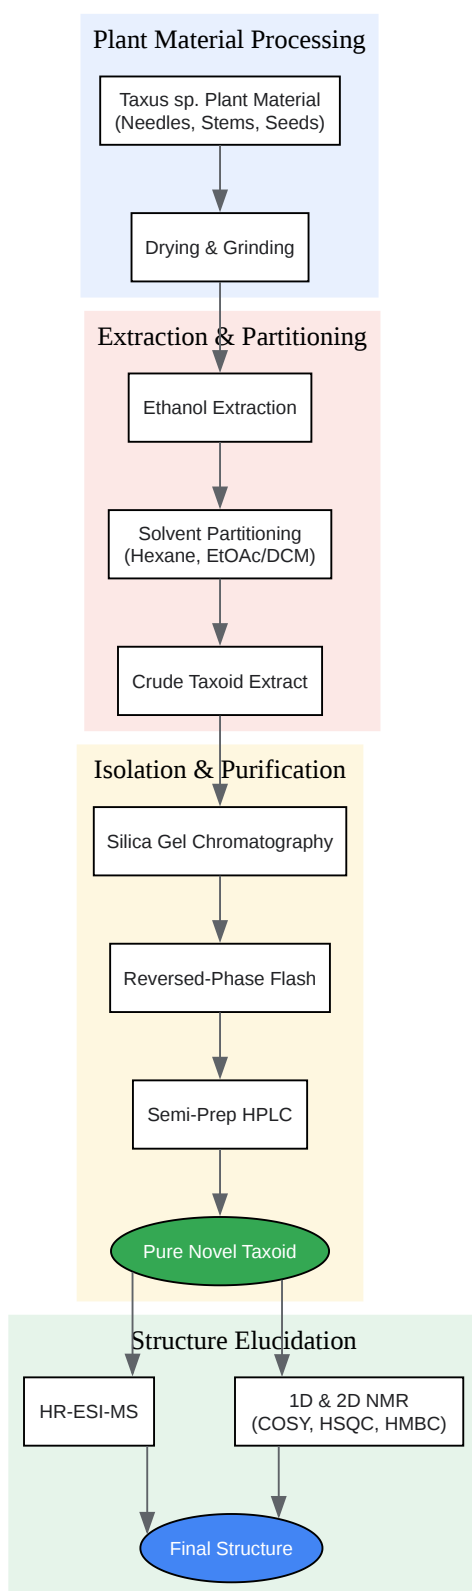 Plant Material Processing
Taxus sp. Plant Material
(Needles, Stems, Seeds)
Drying & Grinding
Extraction & Partitioning
Ethanol Extraction
Solvent Partitioning
(Hexane, EtOAc/DCM)
Crude Taxoid Extract
Isolation & Purification
Silica Gel Chromatography
Reversed-Phase Flash
Semi-Prep HPLC
Pure Novel Taxoid
Structure Elucidation
HR-ESI-MS
1D & 2D NMR
(COSY, HSQC, HMBC)
Final Structure